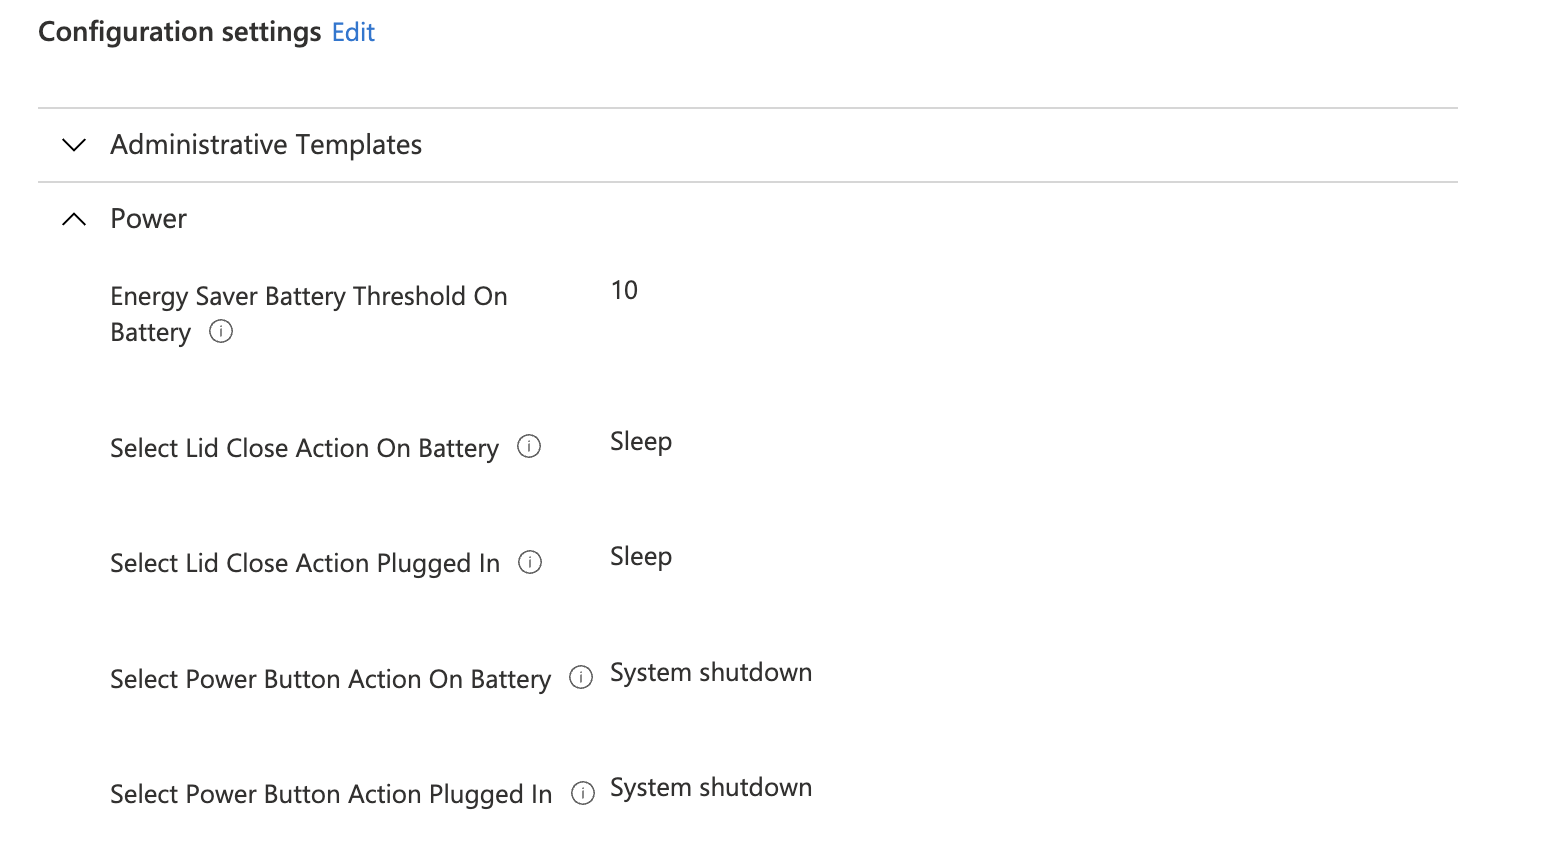 Configuration settings Edit
Administrative Templates
Power
Energy Saver Battery Threshold On
Battery
10
Select Lid Close Action On Battery
Sleep
Select Lid Close Action Plugged In
Sleep
Select Power Button Action On Battery
System shutdown
Select Power Button Action Plugged In
System shutdown